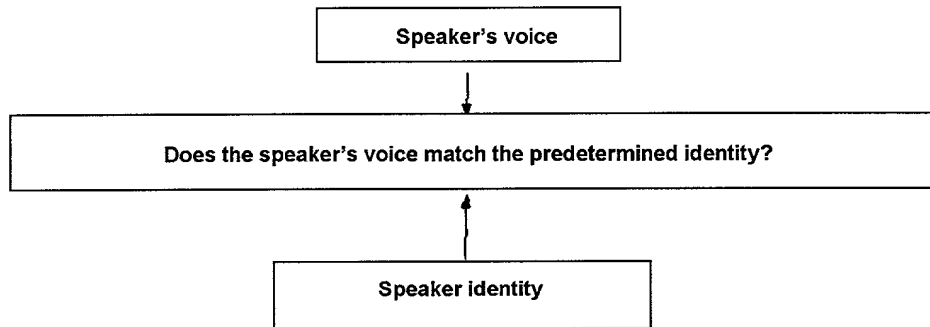 Speaker's voice
Does the speaker's voice match the predetermined identity?
Speaker identity